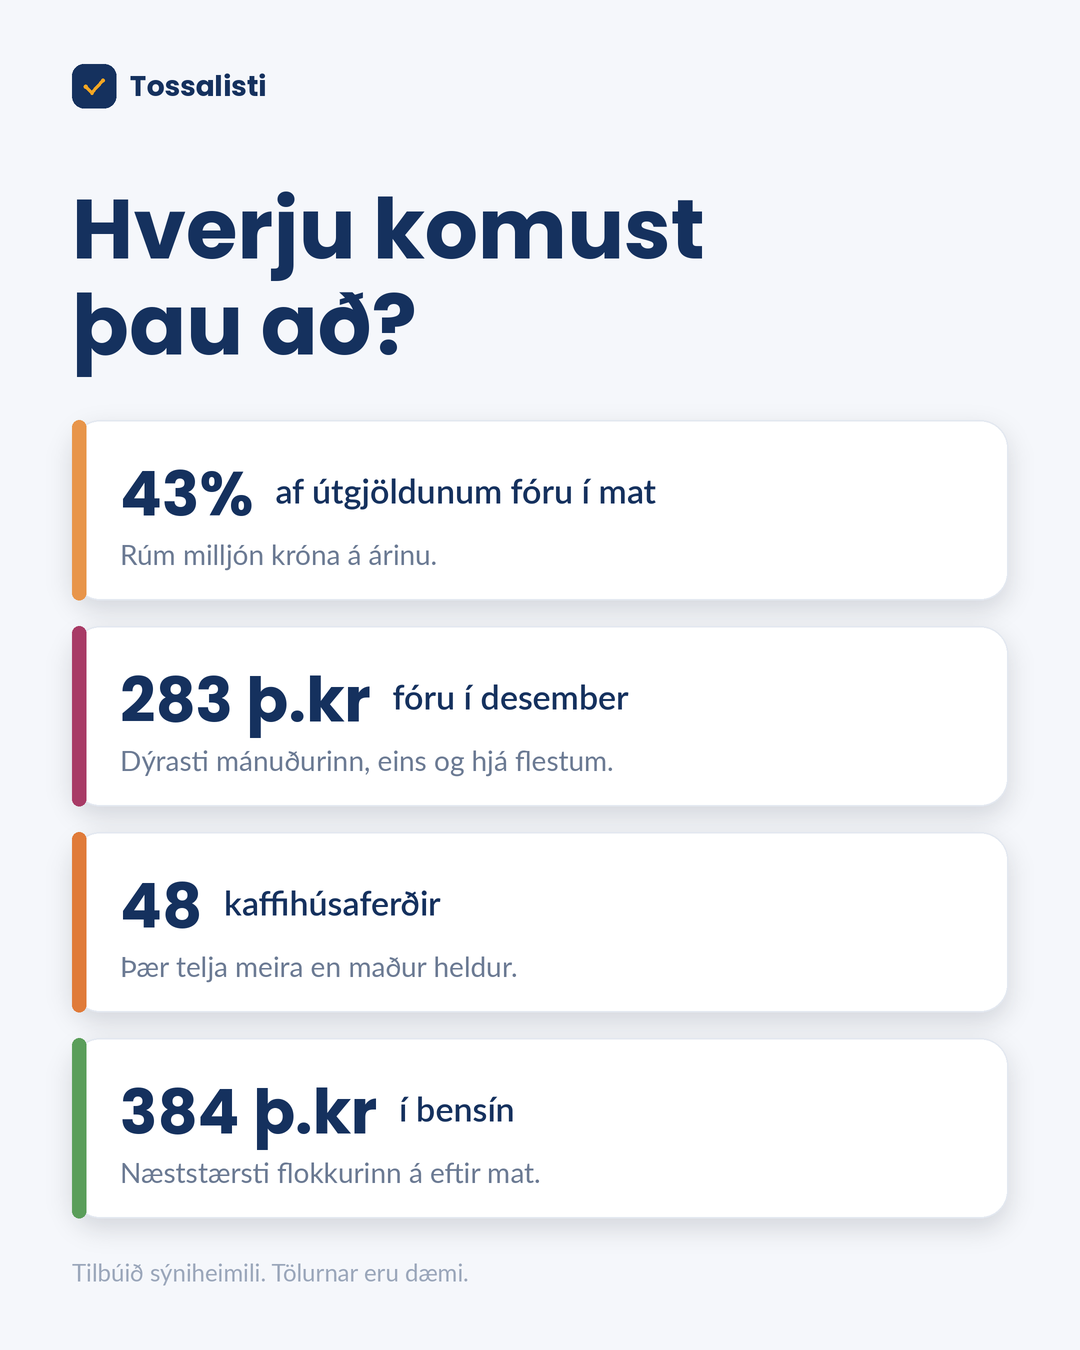 Tossalisti
Hverju komust
þau að?
43% af útgjöldunum fóru í mat
Rúm milljón króna á árinu.
283 þ.kr fóru í desember
Dýrasti mánuðurinn, eins og hjá flestum.
48 kaffihúsaferðir
Þær telja meira en maður heldur.
384 þ.kr í bensín
Næststærsti flokkurinn á eftir mat.
Tilbúið sýniheimili. Tölurnar eru dæmi.